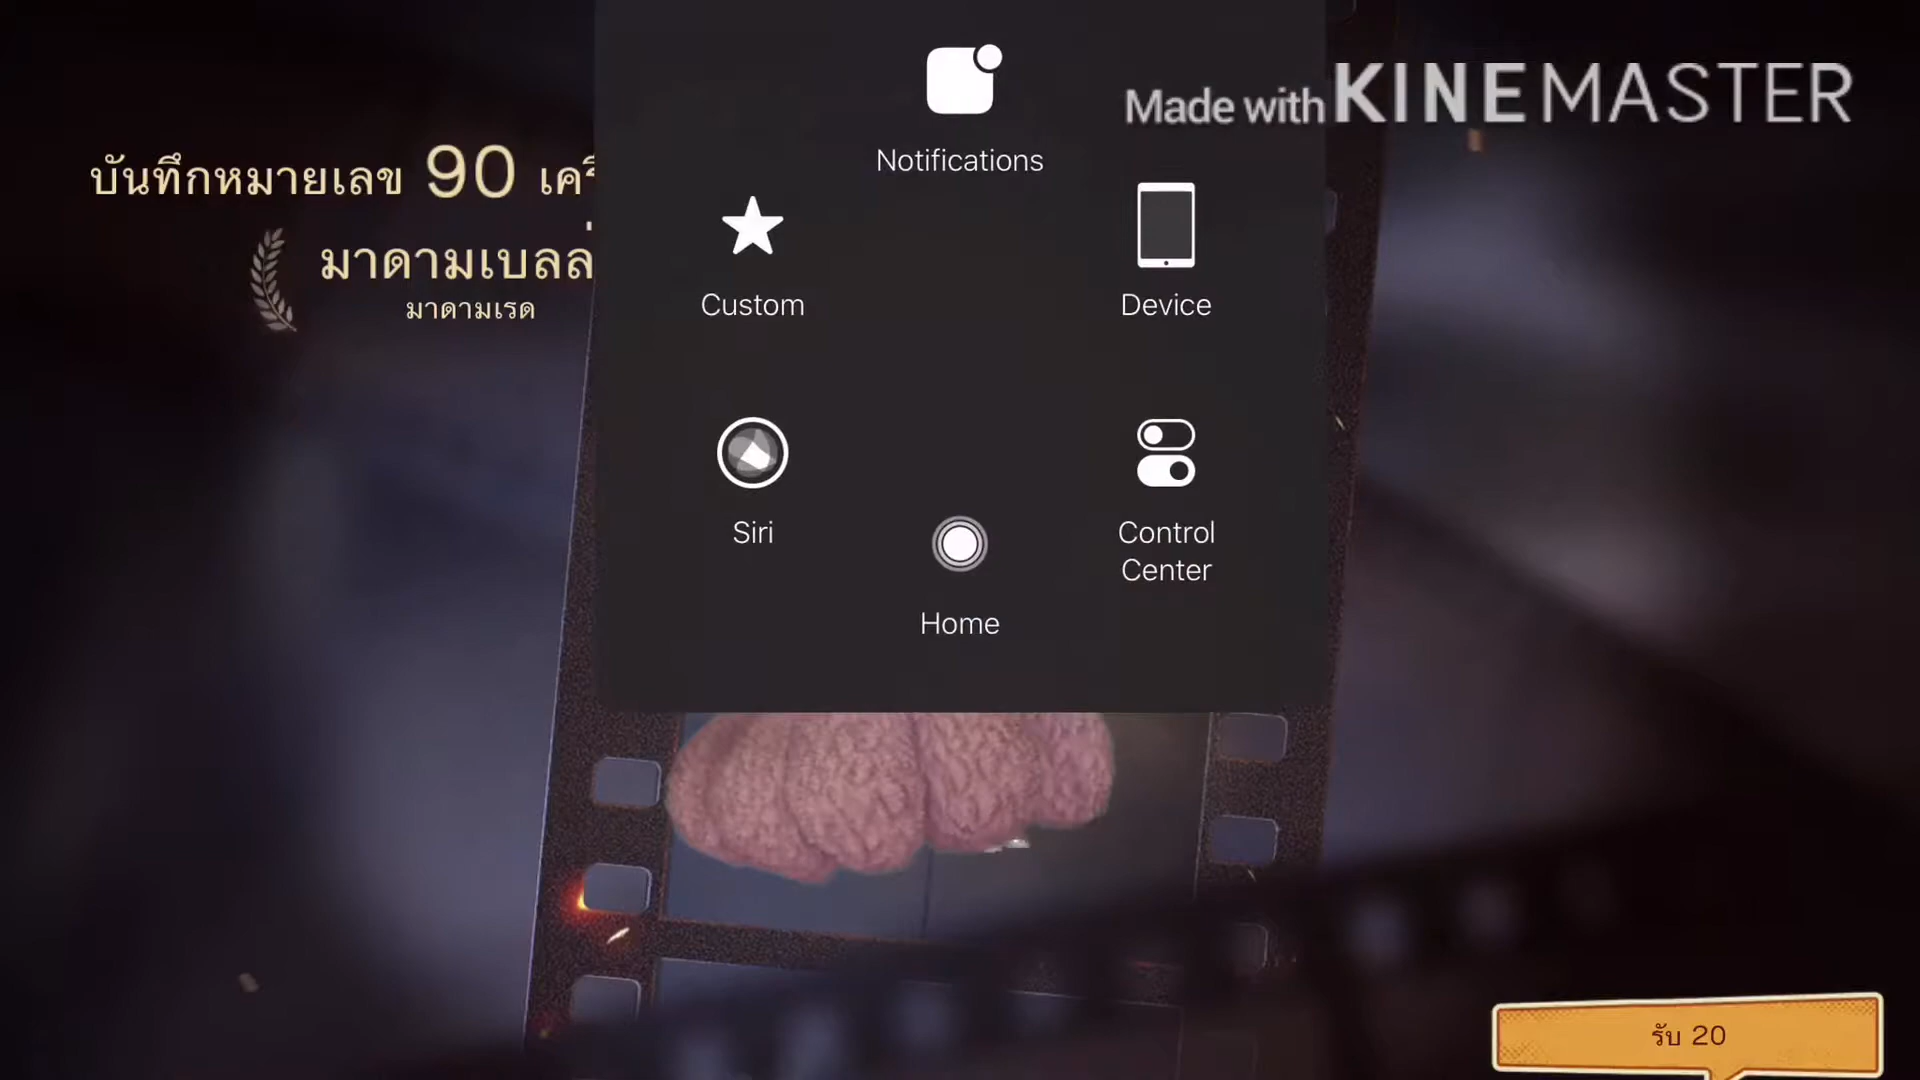 Notifications
Made with KINEMASTER
บันทึกหมายเลข 90
มาดามเบลล่
มาดามเรด
Custom
Device
Siri
Control
Center
Home
รับ 20